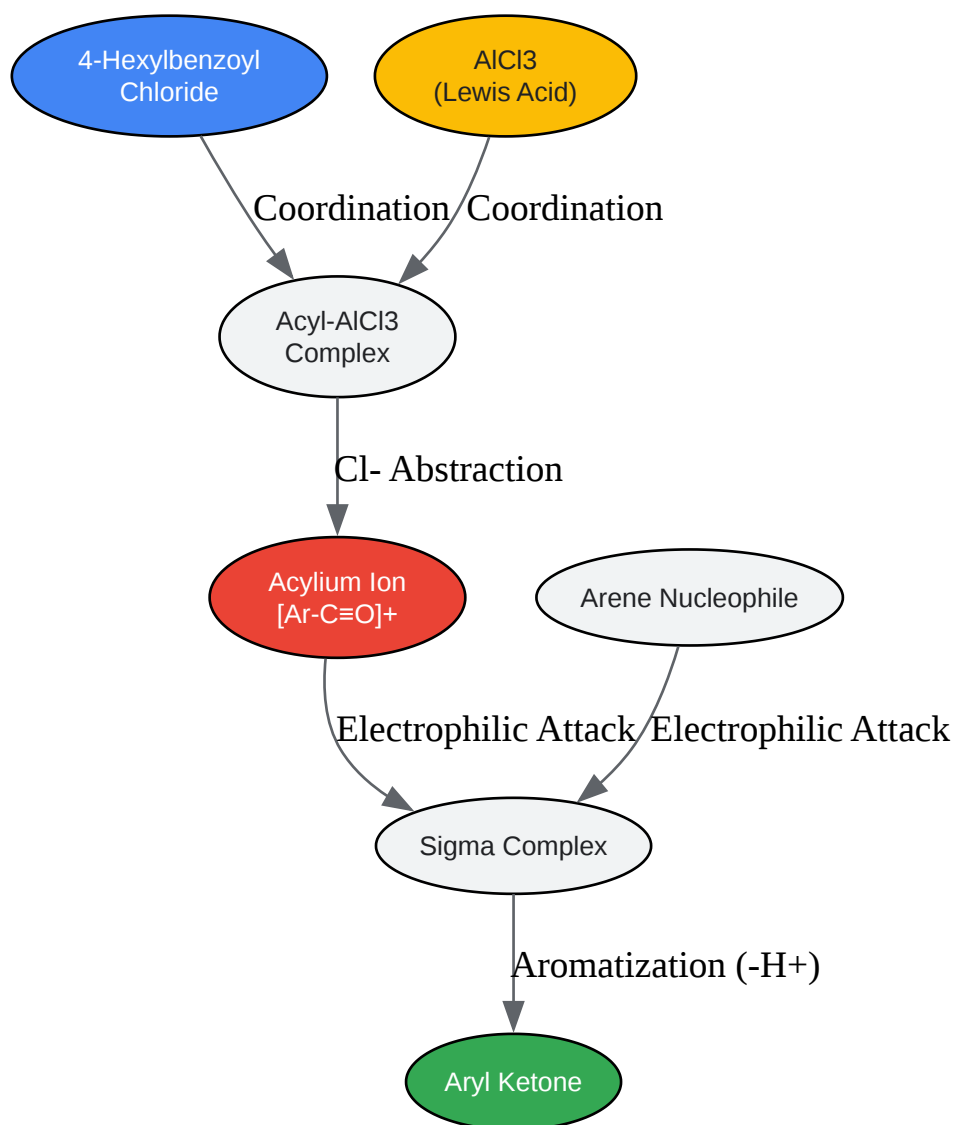 4-Hexylbenzoyl
Chloride
AlCl3
(Lewis Acid)
Coordination
Coordination
Acyl-AlCl3
Complex
Cl- Abstraction
Acylium Ion
[Ar-C≡O]+
Arene Nucleophile
Electrophilic Attack
Electrophilic Attack
Sigma Complex
Aromatization (-H+)
Aryl Ketone